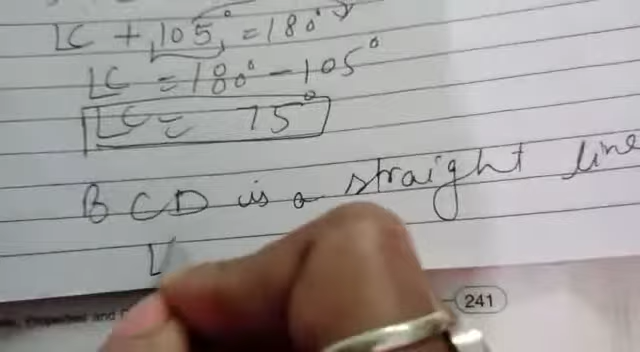 ∠C + 105° = 180°
∠C = 180° - 105°
∠C = 75°
BCD is a straight line
∠
241